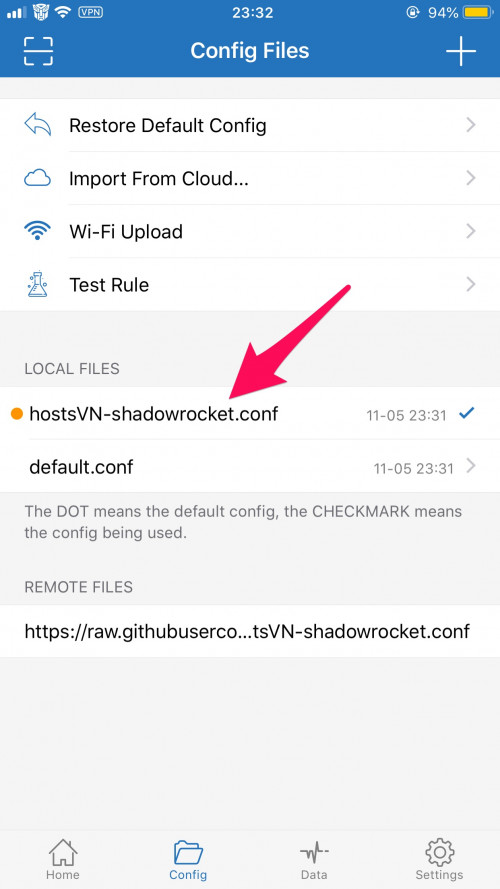 VPN
23:32
94%
Config Files
Restore Default Config
Import From Cloud...
Wi-Fi Upload
Test Rule
LOCAL FILES
hostsVN-shadowrocket.conf 11-05 23:31
default.conf 11-05 23:31
The DOT means the default config, the CHECKMARK means
the config being used.
REMOTE FILES
https://raw.githubuserco...tsVN-shadowrocket.conf
Home Config Data Settings